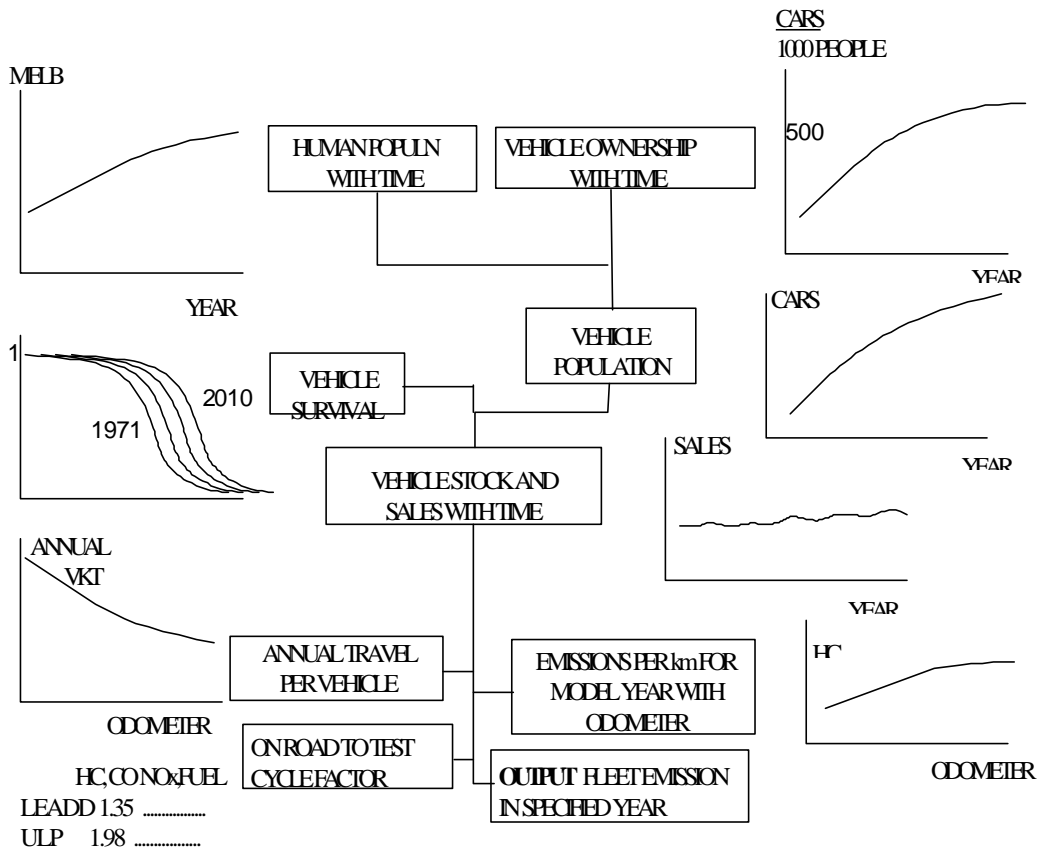 CARS
1000 PEOPLE
MELB
500
HUMAN POPULN
WITH TIME
VEHICLE OWNERSHIP
WITH TIME
YEAR
YEAR
CARS
1
2010
1971
VEHICLE
SURVIVAL
VEHICLE
POPULATION
YEAR
SALES
VEHICLE STOCK AND
SALES WITH TIME
YEAR
ANNUAL
VKT
ANNUAL TRAVEL
PER VEHICLE
EMISSIONS PER km FOR
MODEL YEAR WITH
ODOMETER
HC
ODOMETER
ODOMETER
ON ROAD TO TEST
CYCLE FACTOR
OUTPUT FLEET EMISSION
IN SPECIFIED YEAR
HC, CO NOx, FUEL
LEADD 1.35 ................
ULP 1.98 .................